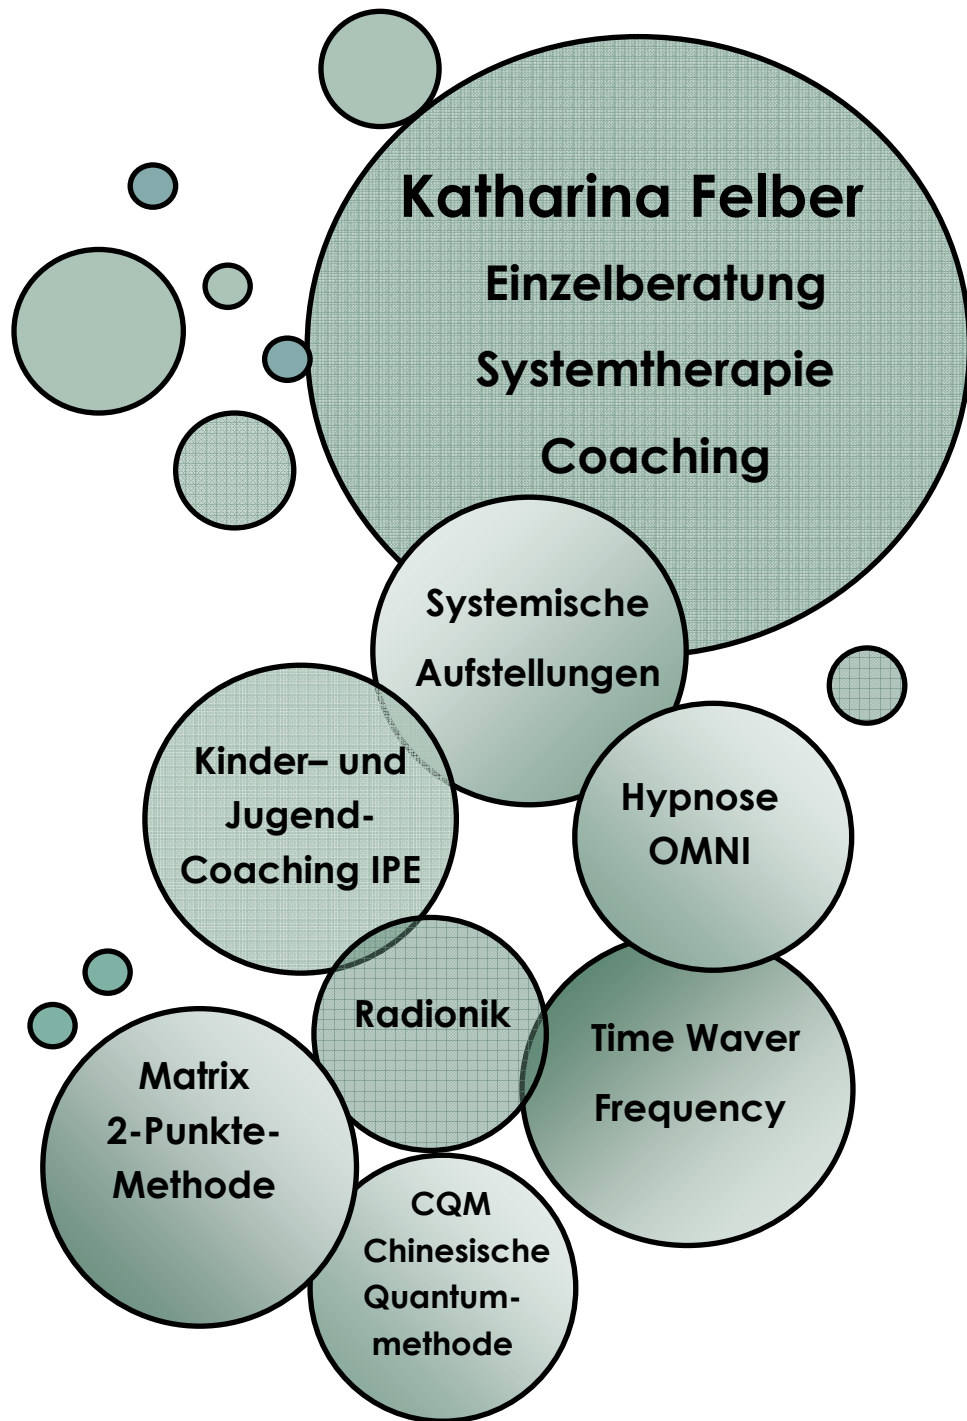 Katharina Felber
Einzelberatung
Systemtherapie
Coaching
Systemische
Aufstellungen
Kinder– und
Jugend-
Coaching IPE
Hypnose
OMNI
Radionik
Time Waver
Frequency
Matrix
2-Punkte-
Methode
CQM
Chinesische
Quantum-
methode